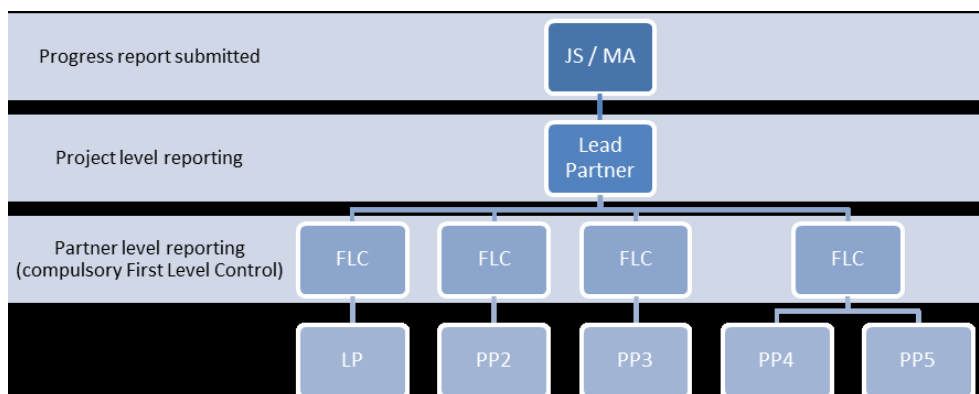 Progress report submitted
JS / MA
Project level reporting
Lead
Partner
Partner level reporting
(compulsory First Level Control)
FLC
FLC
FLC
FLC
LP
PP2
PP3
PP4
PP5